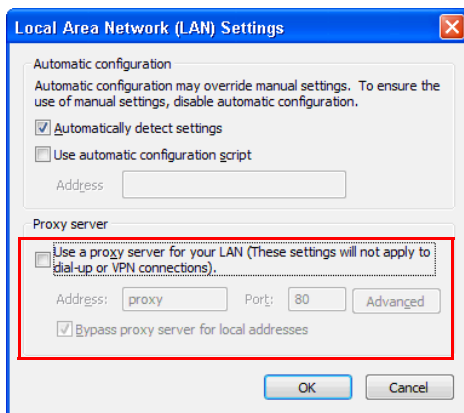 Local Area Network (LAN) Settings
Automatic configuration
Automatic configuration may override manual settings. To ensure the
use of manual settings, disable automatic configuration.
Automatically detect settings
Use automatic configuration script
Address
Proxy server
Use a proxy server for your LAN (These settings will not apply to
dial-up or VPN connections).
Address: proxy Port: 80 Advanced
Bypass proxy server for local addresses
OK Cancel